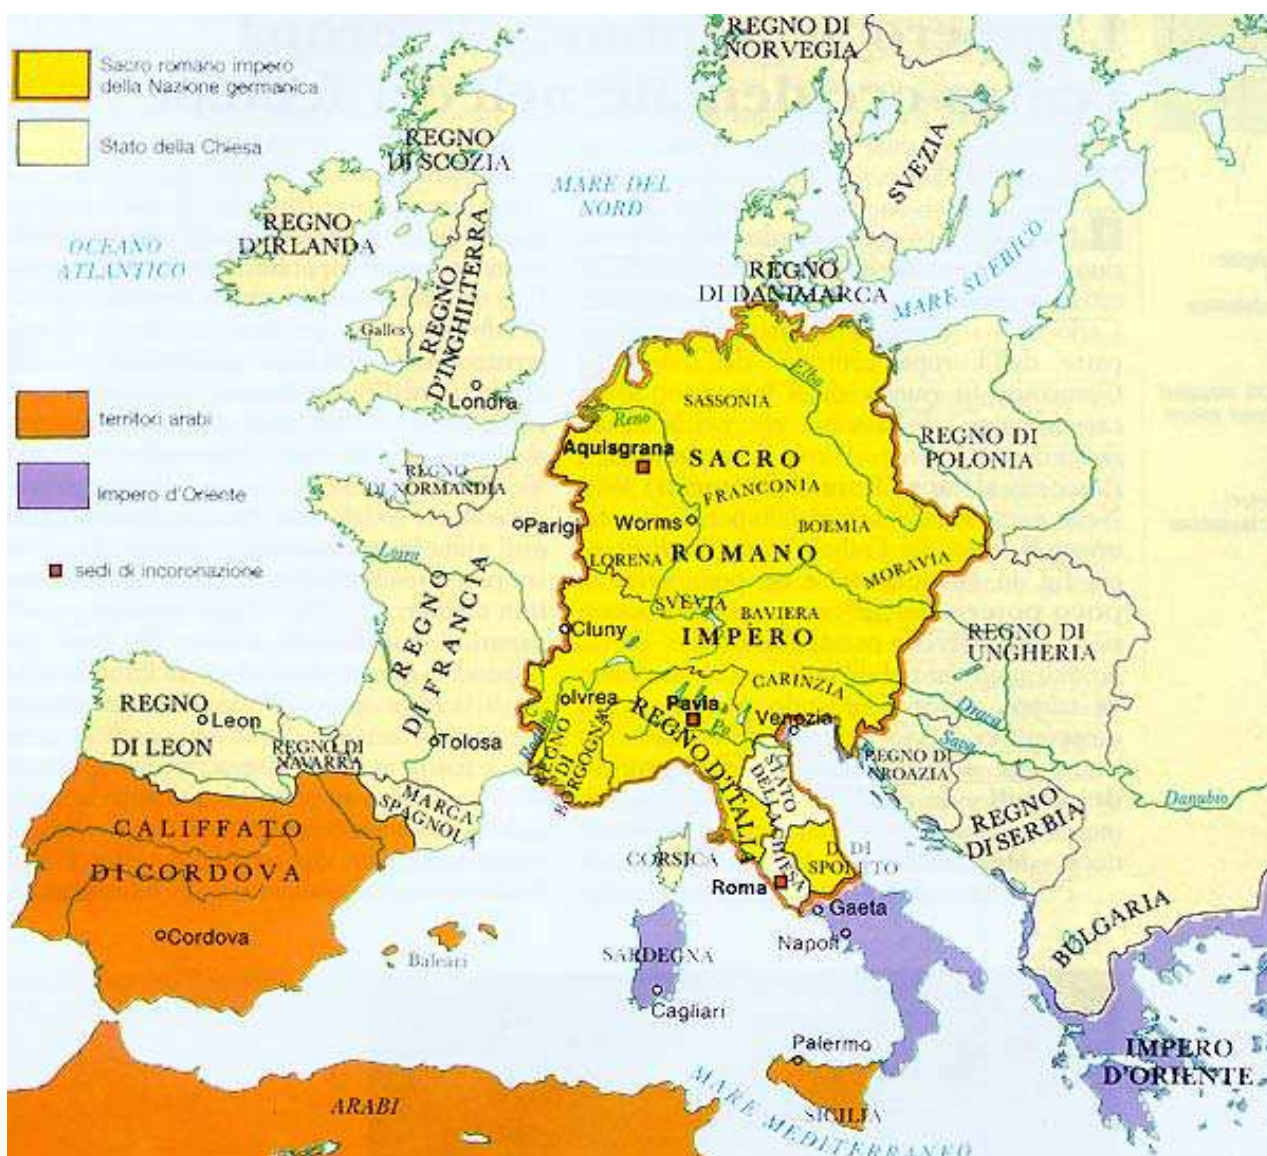 Sacro romano impero
della Nazione germanica
Stato della Chiesa
territori arabi
Impero d'Oriente
sedi di incoronazione
REGNO DI
NORVEGIA
SVEZIA
REGNO
DI SCOZIA
MARE DEL
NORD
REGNO
D'IRLANDA
OCEANO
ATLANTICO
REGNO
D'INGHILTERRA
Galles
Londra
REGNO
DI DANIMARCA
MARE SUEBICO
Elba
SASSONIA
Reno
Aquisgrana
SACRO
FRANCONIA
REGNO DI
POLONIA
REGNO
DI NORMANDIA
Parigi
Worms
BOEMIA
LORENA
ROMANO
MORAVIA
Loira
SVEVIA
BAVIERA
Cluny
IMPERO
REGNO DI
UNGHERIA
REGNO
DI FRANCIA
CARINZIA
Ivrea
Pavia
Po
Venezia
Drava
Sava
REGNO
DI LEON
Leon
REGNO DI
NAVARRA
Tolosa
Rodano
REGNO
DI
BORGOGNA
REGNO D'ITALIA
STATO
DELLA CHIESA
REGNO DI
CROAZIA
Danubio
MARCA
SPAGNOLA
REGNO
DI SERBIA
CALIFFATO
DI CORDOVA
CORSICA
D. DI
SPOLETO
Roma
Gaeta
BULGARIA
Cordova
Baleari
SARDEGNA
Napoli
Cagliari
Palermo
IMPERO
D'ORIENTE
ARABI
SICILIA
MARE MEDITERRANEO